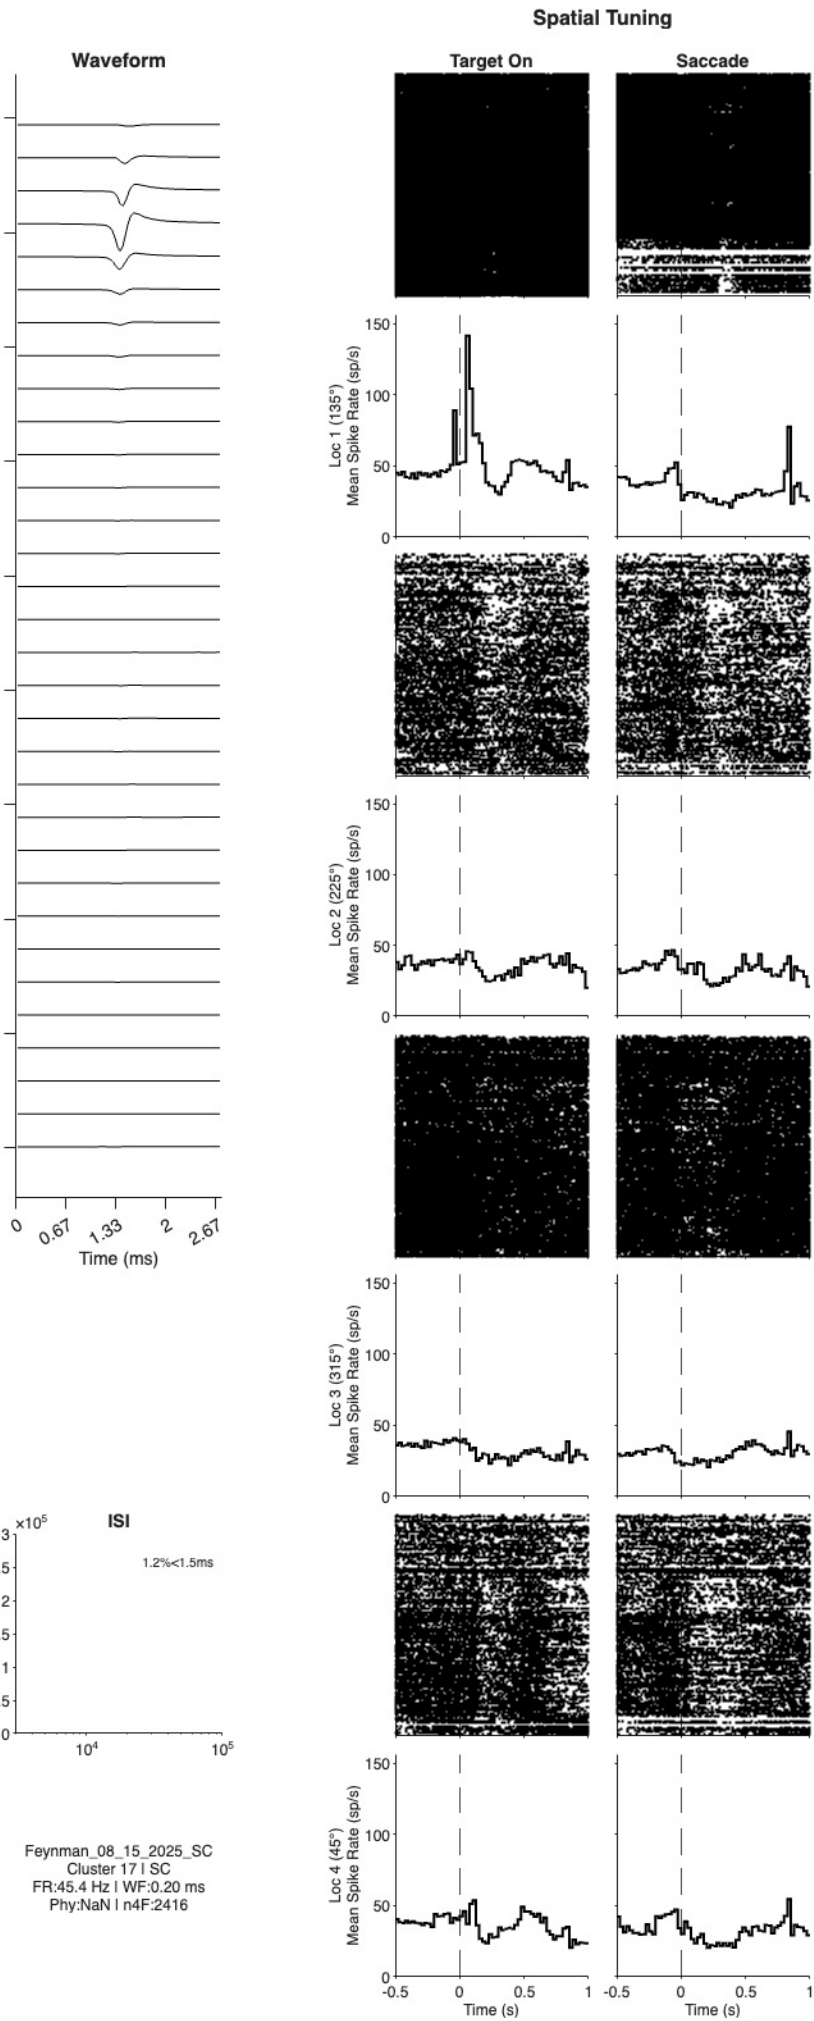 Spatial Tuning
Waveform
Target On
Saccade
150
100
50
0
Loc 1 (135°)
Mean Spike Rate (sp/s)
150
100
50
0
Loc 2 (225°)
Mean Spike Rate (sp/s)
0
0.67
1.33
2
2.67
Time (ms)
150
100
50
0
Loc 3 (315°)
Mean Spike Rate (sp/s)
×10⁵
ISI
3
.5
2
.5
1
.5
0
1.2%<1.5ms
10⁴
10⁵
150
100
50
0
Loc 4 (45°)
Mean Spike Rate (sp/s)
Feynman_08_15_2025_SC
Cluster 17 | SC
FR:45.4 Hz | WF:0.20 ms
Phy:NaN | n4F:2416
-0.5 0 0.5 1
Time (s)
-0.5 0 0.5 1
Time (s)